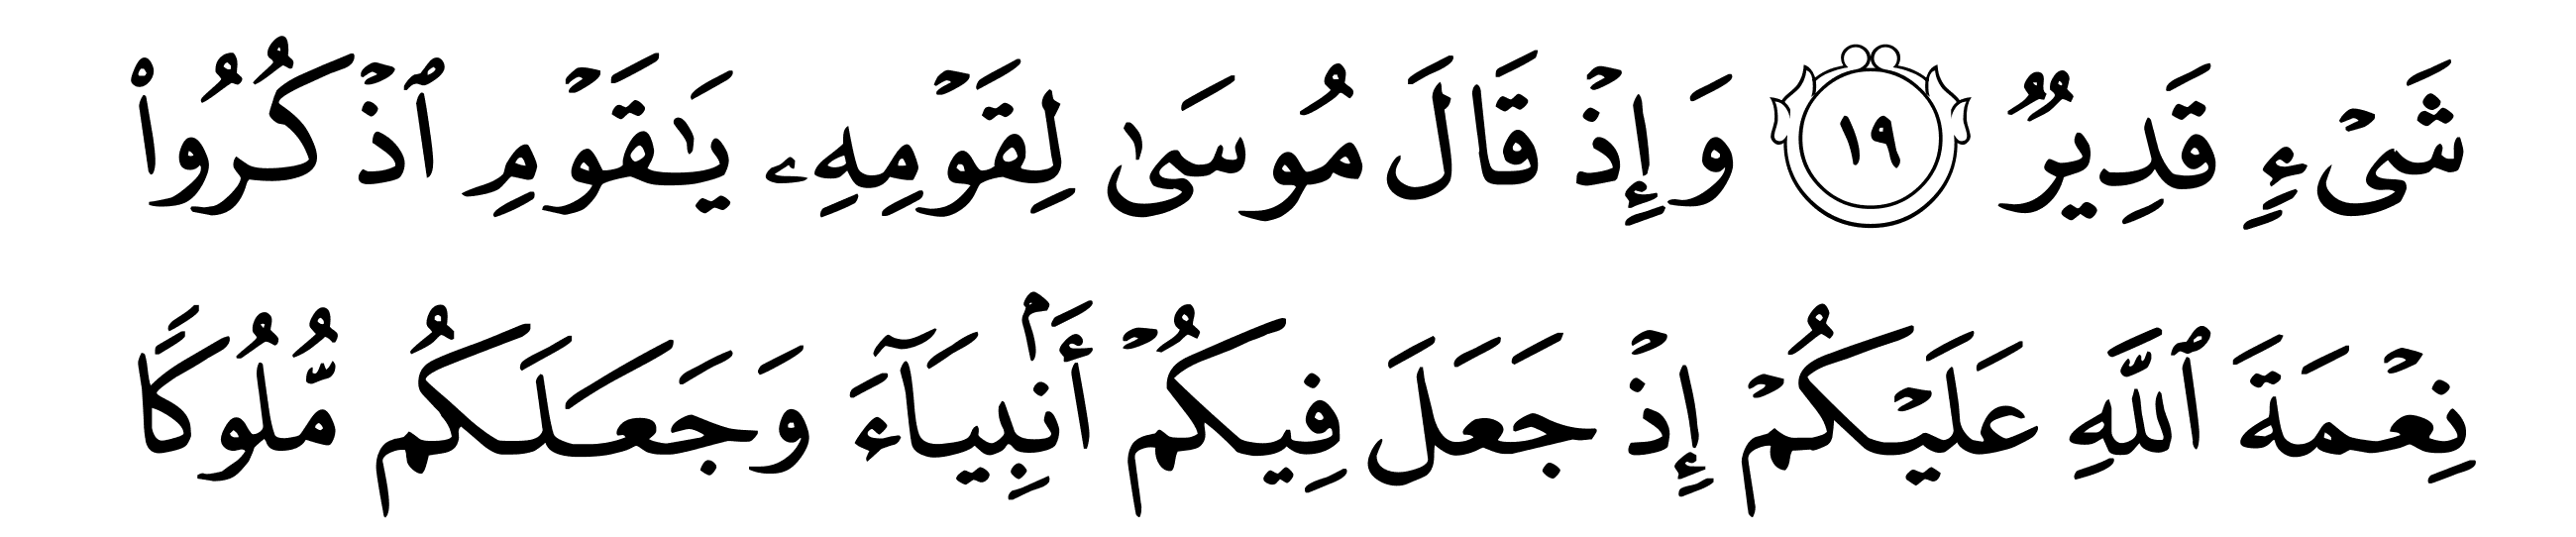 شَىۡءٍ قَدِيرٌ ١٩ وَإِذۡ قَالَ مُوسَىٰ لِقَوۡمِهِۦ يَٰقَوۡمِ ٱذۡكُرُواْ
نِعۡمَةَ ٱللَّهِ عَلَيۡكُمۡ إِذۡ جَعَلَ فِيكُمۡ أَنۢبِيَآءَ وَجَعَلَكُم مُّلُوكًا